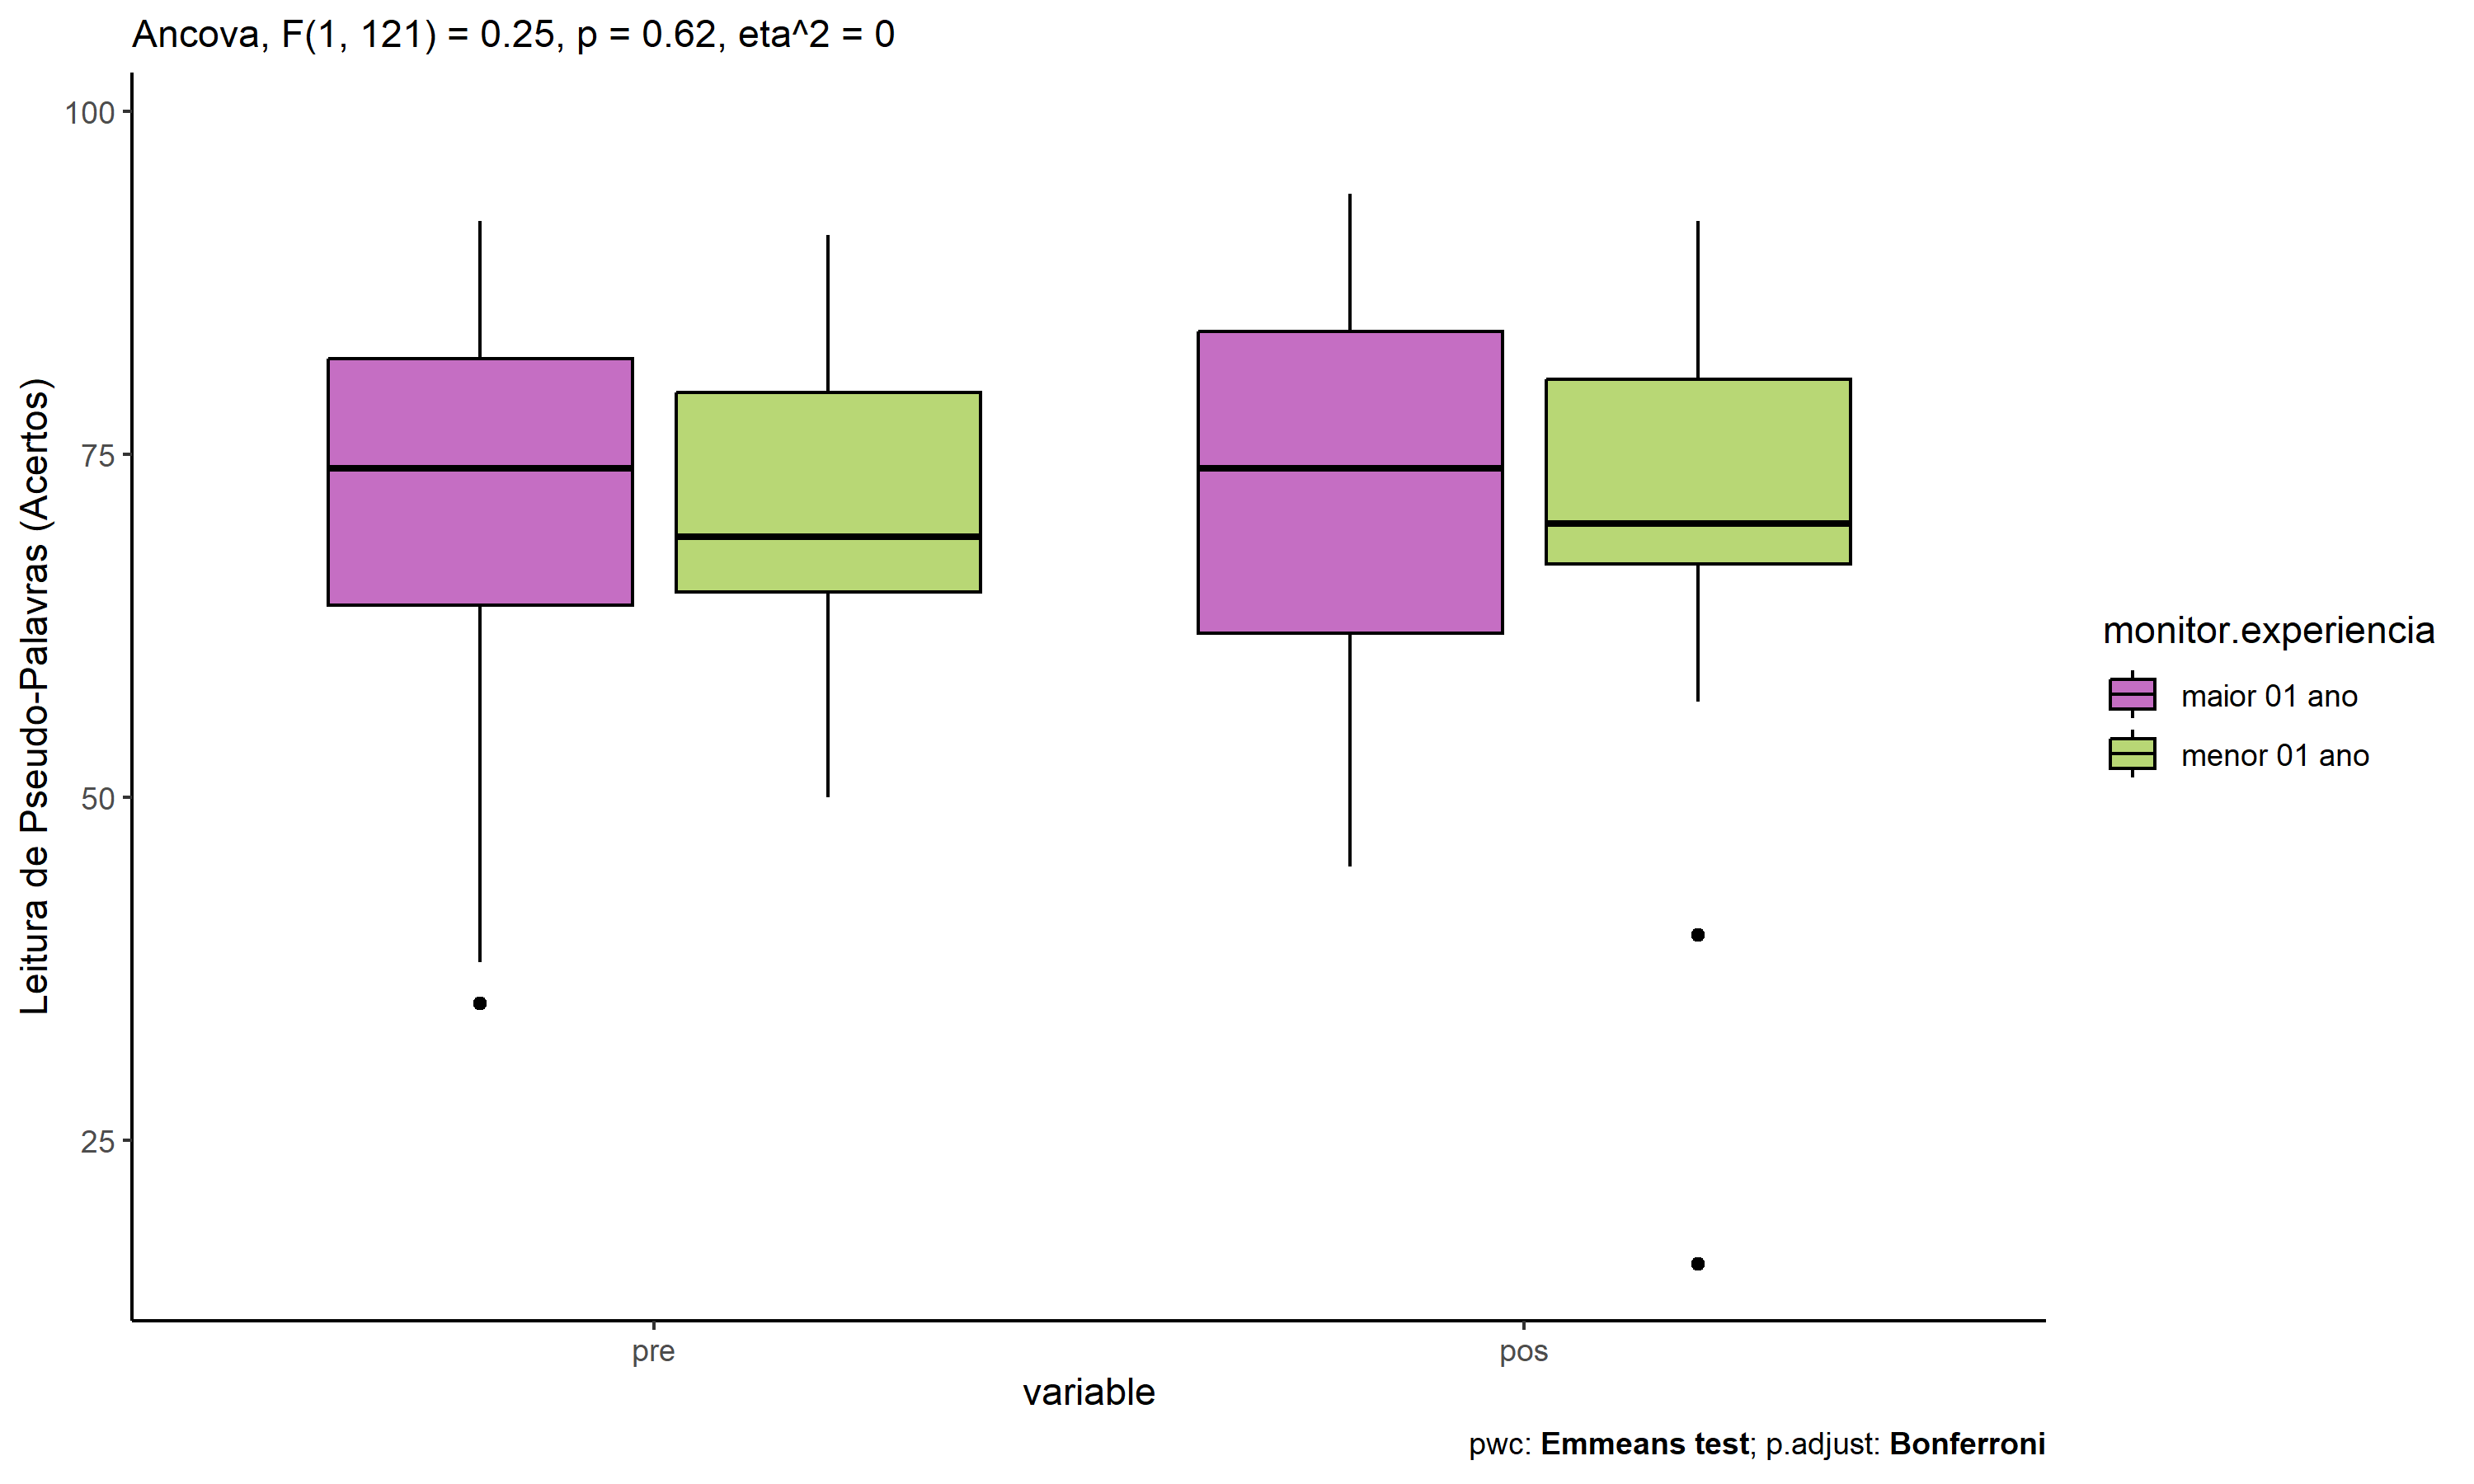 Ancova, F(1, 121) = 0.25, p = 0.62, eta^2 = 0
Leitura de Pseudo-Palavras (Acertos)
100
75
50
25
pre
pos
variable
monitor.experiencia
maior 01 ano
menor 01 ano
pwc: Emmeans test; p.adjust: Bonferroni